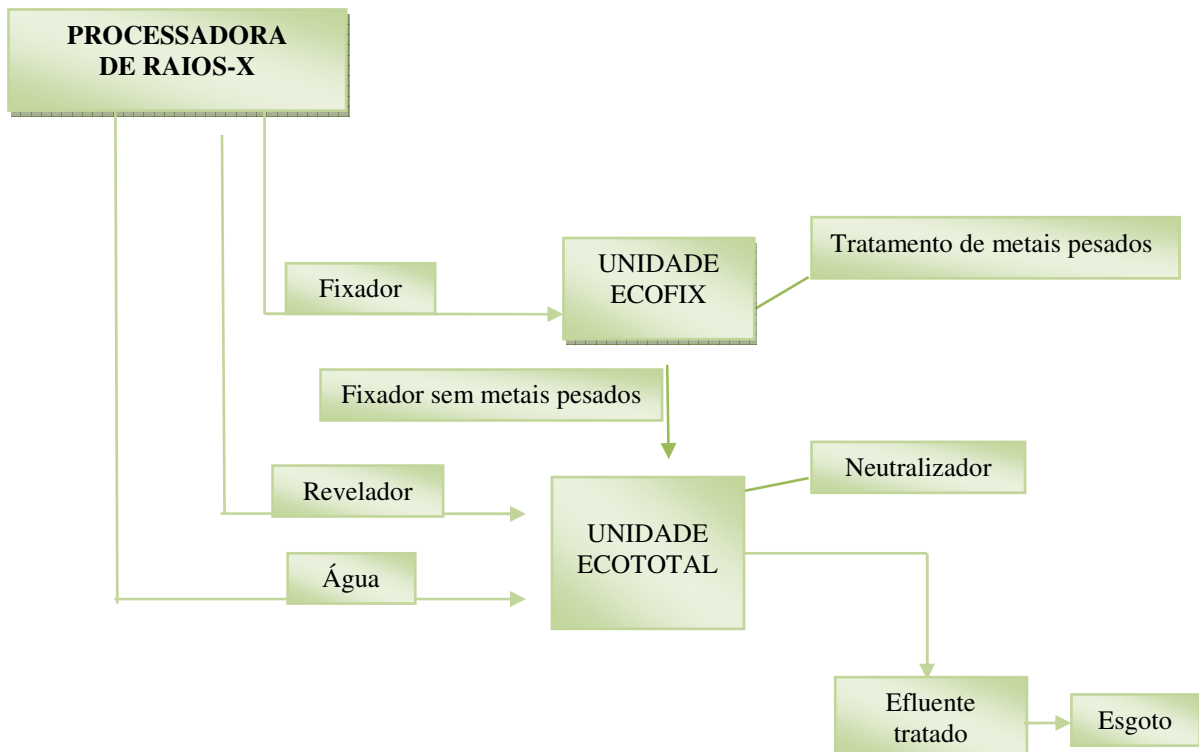 PROCESSADORA
DE RAIOS-X
Tratamento de metais pesados
UNIDADE
ECOFIX
Fixador
Fixador sem metais pesados
Neutralizador
Revelador
UNIDADE
ECOTOTAL
Água
Efluente
tratado
Esgoto